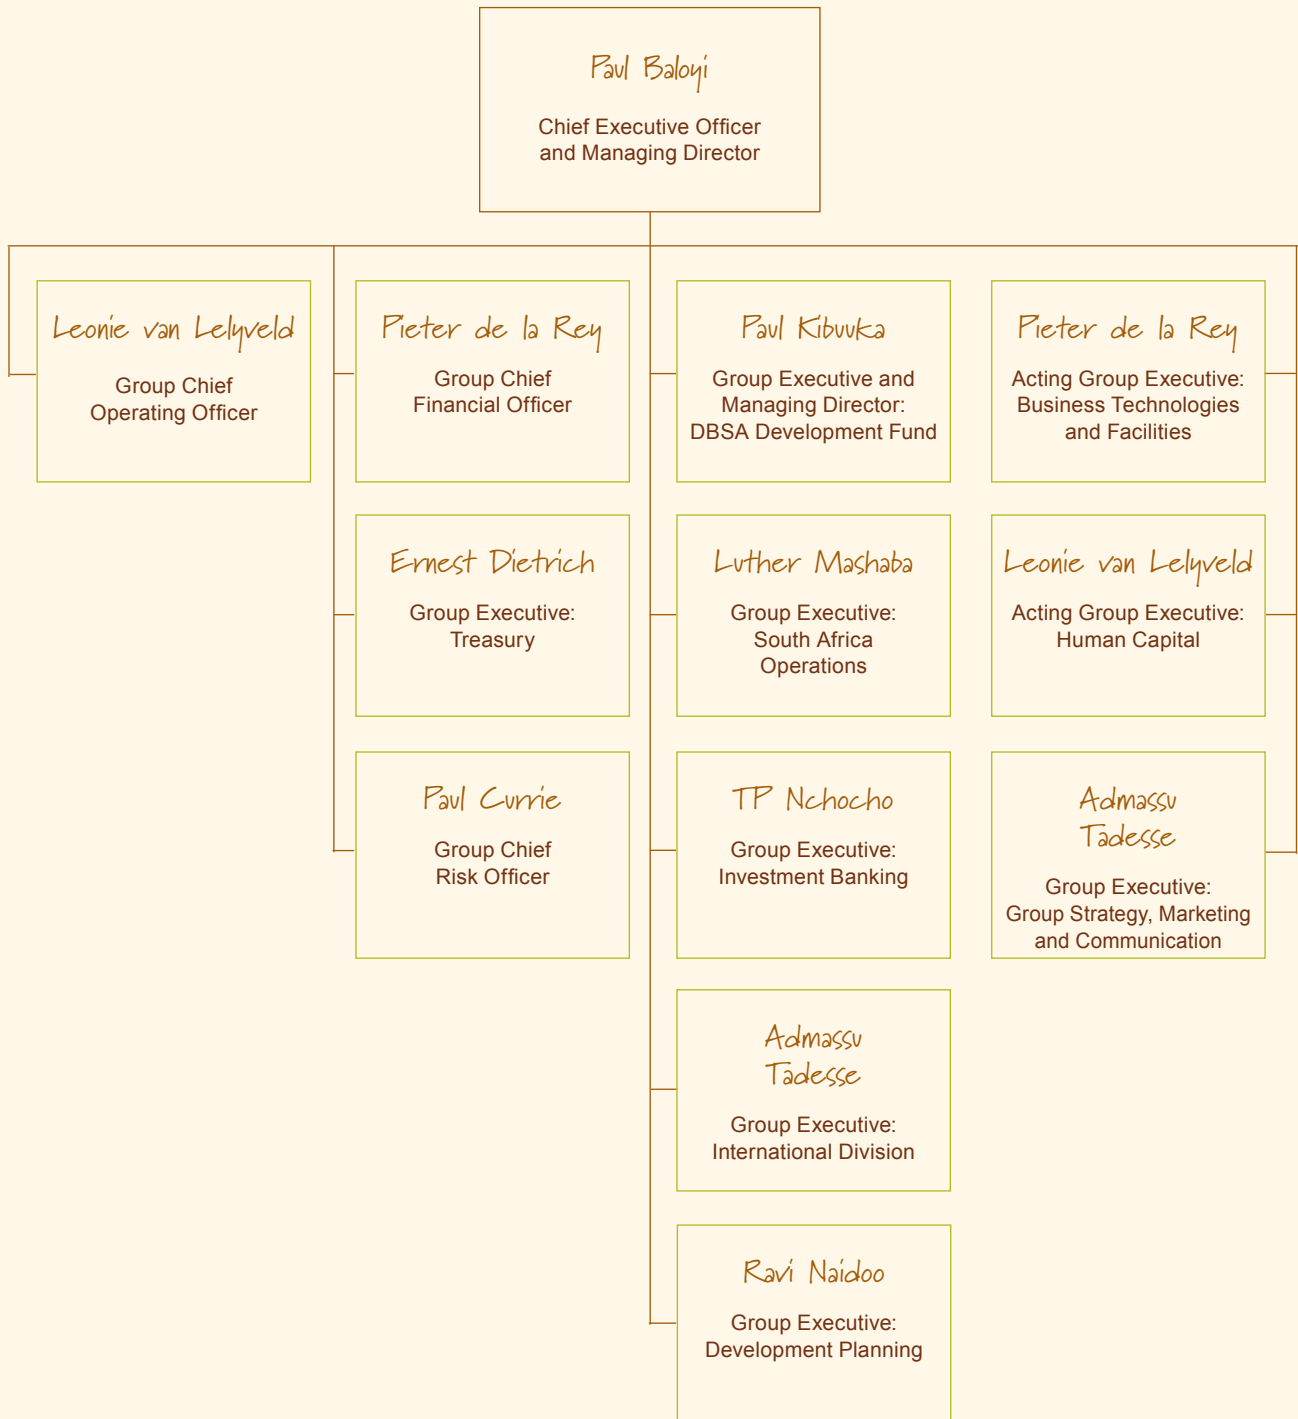 Paul Baloyi
Chief Executive Officer
and Managing Director
Leonie van Lelyveld
Group Chief
Operating Officer
Pieter de la Rey
Group Chief
Financial Officer
Paul Kibuuka
Group Executive and
Managing Director:
DBSA Development Fund
Pieter de la Rey
Acting Group Executive:
Business Technologies
and Facilities
Ernest Dietrich
Group Executive:
Treasury
Luther Mashaba
Group Executive:
South Africa
Operations
Leonie van Lelyveld
Acting Group Executive:
Human Capital
Paul Currie
Group Chief
Risk Officer
TP Nchocho
Group Executive:
Investment Banking
Admassu
Tadesse
Group Executive:
Group Strategy, Marketing
and Communication
Admassu
Tadesse
Group Executive:
International Division
Ravi Naidoo
Group Executive:
Development Planning